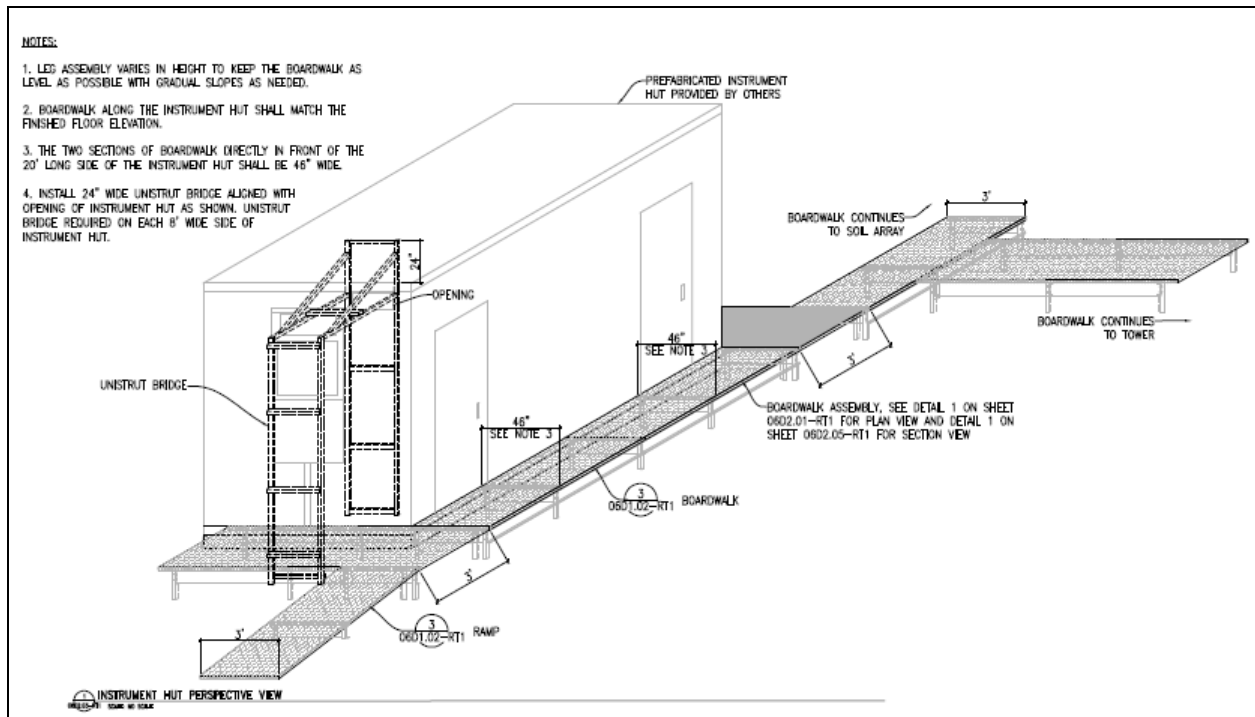 NOTES:
1. LEG ASSEMBLY VARIES IN HEIGHT TO KEEP THE BOARDWALK AS
LEVEL AS POSSIBLE WITH GRADUAL SLOPES AS NEEDED.
2. BOARDWALK ALONG THE INSTRUMENT HUT SHALL MATCH THE
FINISHED FLOOR ELEVATION.
3. THE TWO SECTIONS OF BOARDWALK DIRECTLY IN FRONT OF THE
20' LONG SIDE OF THE INSTRUMENT HUT SHALL BE 46" WIDE.
4. INSTALL 24" WIDE UNISTRUT BRIDGE ALIGNED WITH
OPENING OF INSTRUMENT HUT AS SHOWN. UNISTRUT
BRIDGE REQUIRED ON EACH 8' WIDE SIDE OF
INSTRUMENT HUT.
PREFABRICATED INSTRUMENT
HUT PROVIDED BY OTHERS
BOARDWALK CONTINUES
TO SOIL ARRAY
3'
24"
OPENING
BOARDWALK CONTINUES
TO TOWER
46"
SEE NOTE 3
3'
UNISTRUT BRIDGE
BOARDWALK ASSEMBLY, SEE DETAIL 1 ON SHEET
06D2.01-RT1 FOR PLAN VIEW AND DETAIL 1 ON
SHEET 06D2.05-RT1 FOR SECTION VIEW
46"
SEE NOTE 3
3
06D1.02-RT1
BOARDWALK
3'
3
06D1.02-RT1
RAMP
3'
1
INSTRUMENT HUT PERSPECTIVE VIEW